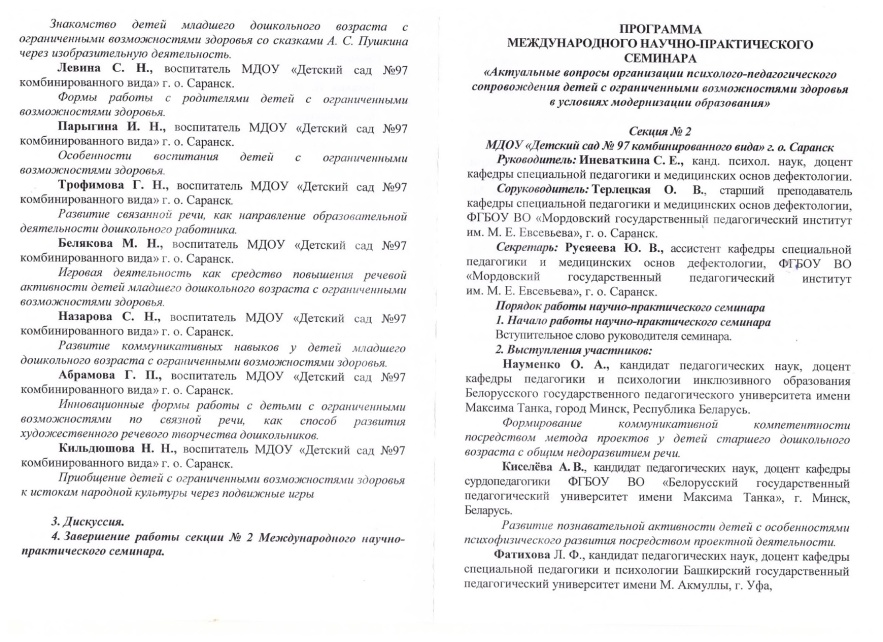 Знакомство детей младшего дошкольного возраста с
ограниченными возможностями здоровья со сказками А. С. Пушкина
через изобразительную деятельность.
Левина С. Н., воспитатель МДОУ «Детский сад №97
комбинированного вида» г. о. Саранск.
Формы работы с родителями детей с ограниченными
возможностями здоровья.
Парыгина И. Н., воспитатель МДОУ «Детский сад №97
комбинированного вида» г. о. Саранск.
Особенности воспитания детей с ограниченными
возможностями здоровья.
Трофимова Г. Н., воспитатель МДОУ «Детский сад №97
комбинированного вида» г. о. Саранск.
Развитие связанной речи, как направление образовательной
деятельности дошкольного работника.
Белякова М. Н., воспитатель МДОУ «Детский сад №97
комбинированного вида» г. о. Саранск.
Игровая деятельность как средство повышения речевой
активности детей младшего дошкольного возраста с ограниченными
возможностями здоровья.
Назарова С. Н., воспитатель МДОУ «Детский сад №97
комбинированного вида» г. о. Саранск.
Развитие коммуникативных навыков у детей младшего
дошкольного возраста с ограниченными возможностями здоровья.
Абрамова Г. П., воспитатель МДОУ «Детский сад №97
комбинированного вида» г. о. Саранск.
Инновационные формы работы с детьми с ограниченными
возможностями по связной речи, как способ развития
художественного речевого творчества дошкольников.
Кильдюшова Н. Н., воспитатель МДОУ «Детский сад №97
комбинированного вида» г. о. Саранск.
Приобщение детей с ограниченными возможностями здоровья
к истокам народной культуры через подвижные игры
3. Дискуссия.
4. Завершение работы секции № 2 Международного научно-
практического семинара.
ПРОГРАММА
МЕЖДУНАРОДНОГО НАУЧНО-ПРАКТИЧЕСКОГО
СЕМИНАРА
«Актуальные вопросы организации психолого-педагогического
сопровождения детей с ограниченными возможностями здоровья
в условиях модернизации образования»
Секция № 2
МДОУ «Детский сад № 97 комбинированного вида» г. о. Саранск
Руководитель: Иневаткина С. Е., канд. психол. наук, доцент
кафедры специальной педагогики и медицинских основ дефектологии.
Соруководитель: Терлецкая О. В., старший преподаватель
кафедры специальной педагогики и медицинских основ дефектологии,
ФГБОУ ВО «Мордовский государственный педагогический институт
им. М. Е. Евсевьева», г. о. Саранск.
Секретарь: Русяева Ю. В., ассистент кафедры специальной
педагогики и медицинских основ дефектологии, ФГБОУ ВО
«Мордовский государственный педагогический институт
им. М. Е. Евсевьева», г. о. Саранск.
Порядок работы научно-практического семинара
1. Начало работы научно-практического семинара
Вступительное слово руководителя семинара.
2. Выступления участников:
Науменко О. А., кандидат педагогических наук, доцент
кафедры педагогики и психологии инклюзивного образования
Белорусского государственного педагогического университета имени
Максима Танка, город Минск, Республика Беларусь.
Формирование коммуникативной компетентности
посредством метода проектов у детей старшего дошкольного
возраста с общим недоразвитием речи.
Киселёва А. В., кандидат педагогических наук, доцент кафедры
сурдопедагогики ФГБОУ ВО «Белорусский государственный
педагогический университет имени Максима Танка», г. Минск,
Беларусь.
Развитие познавательной активности детей с особенностями
психофизического развития посредством проектной деятельности.
Фатихова Л. Ф., кандидат педагогических наук, доцент кафедры
специальной педагогики и психологии Башкирский государственный
педагогический университет имени М. Акмуллы, г. Уфа,